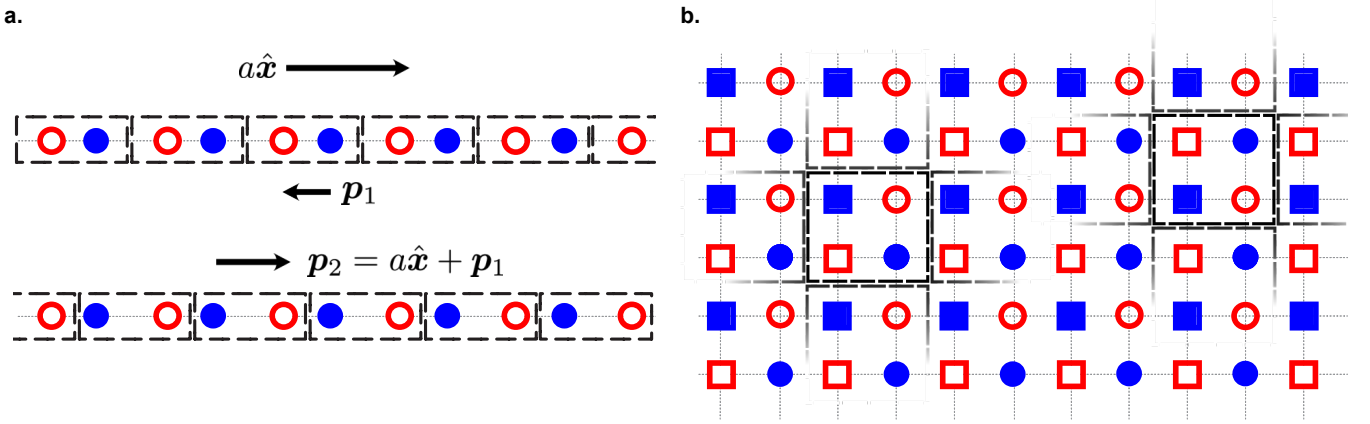 a.
b.
a𝒙̂
𝒑₁
𝒑₂ = a𝒙̂ + 𝒑₁